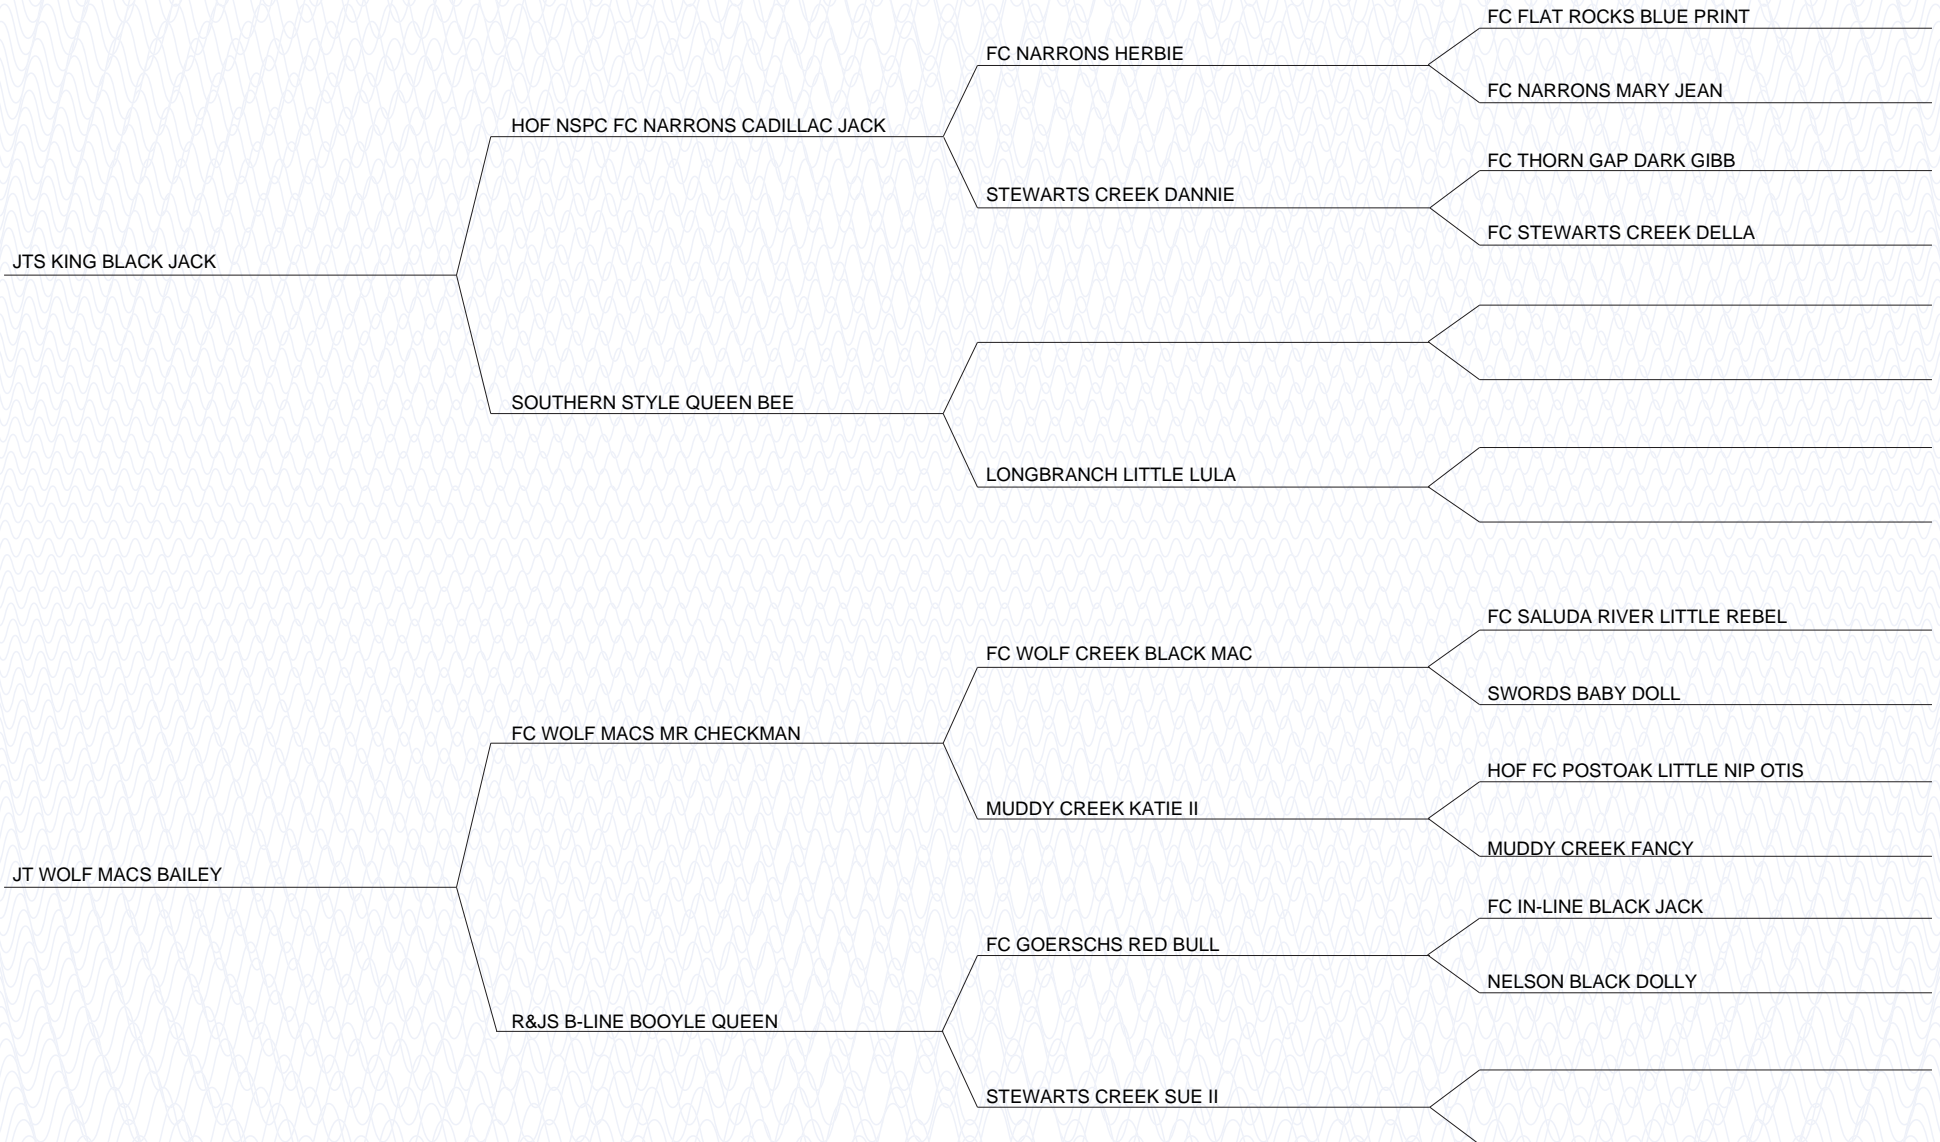 FC FLAT ROCKS BLUE PRINT
FC NARRONS HERBIE
FC NARRONS MARY JEAN
HOF NSPC FC NARRONS CADILLAC JACK
FC THORN GAP DARK GIBB
STEWARTS CREEK DANNIE
FC STEWARTS CREEK DELLA
JTS KING BLACK JACK
SOUTHERN STYLE QUEEN BEE
LONGBRANCH LITTLE LULA
FC SALUDA RIVER LITTLE REBEL
FC WOLF CREEK BLACK MAC
SWORDS BABY DOLL
FC WOLF MACS MR CHECKMAN
HOF FC POSTOAK LITTLE NIP OTIS
MUDDY CREEK KATIE II
MUDDY CREEK FANCY
JT WOLF MACS BAILEY
FC IN-LINE BLACK JACK
FC GOERSCHS RED BULL
NELSON BLACK DOLLY
R&JS B-LINE BOOYLE QUEEN
STEWARTS CREEK SUE II